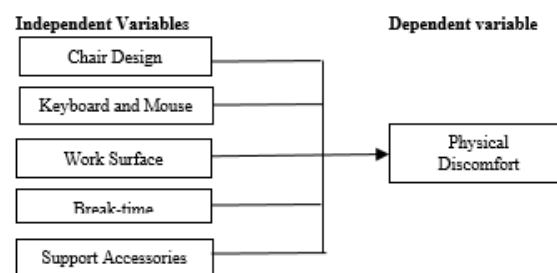 Independent Variables
Dependent variable
Chair Design
Keyboard and Mouse
Work Surface
Physical
Discomfort
Break-time
Support Accessories